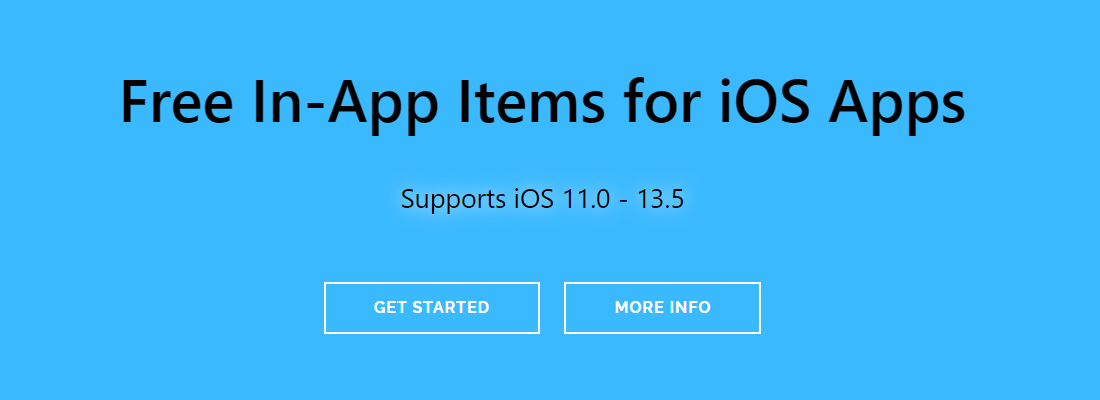 Free In-App Items for iOS Apps
Supports iOS 11.0 - 13.5
GET STARTED
MORE INFO